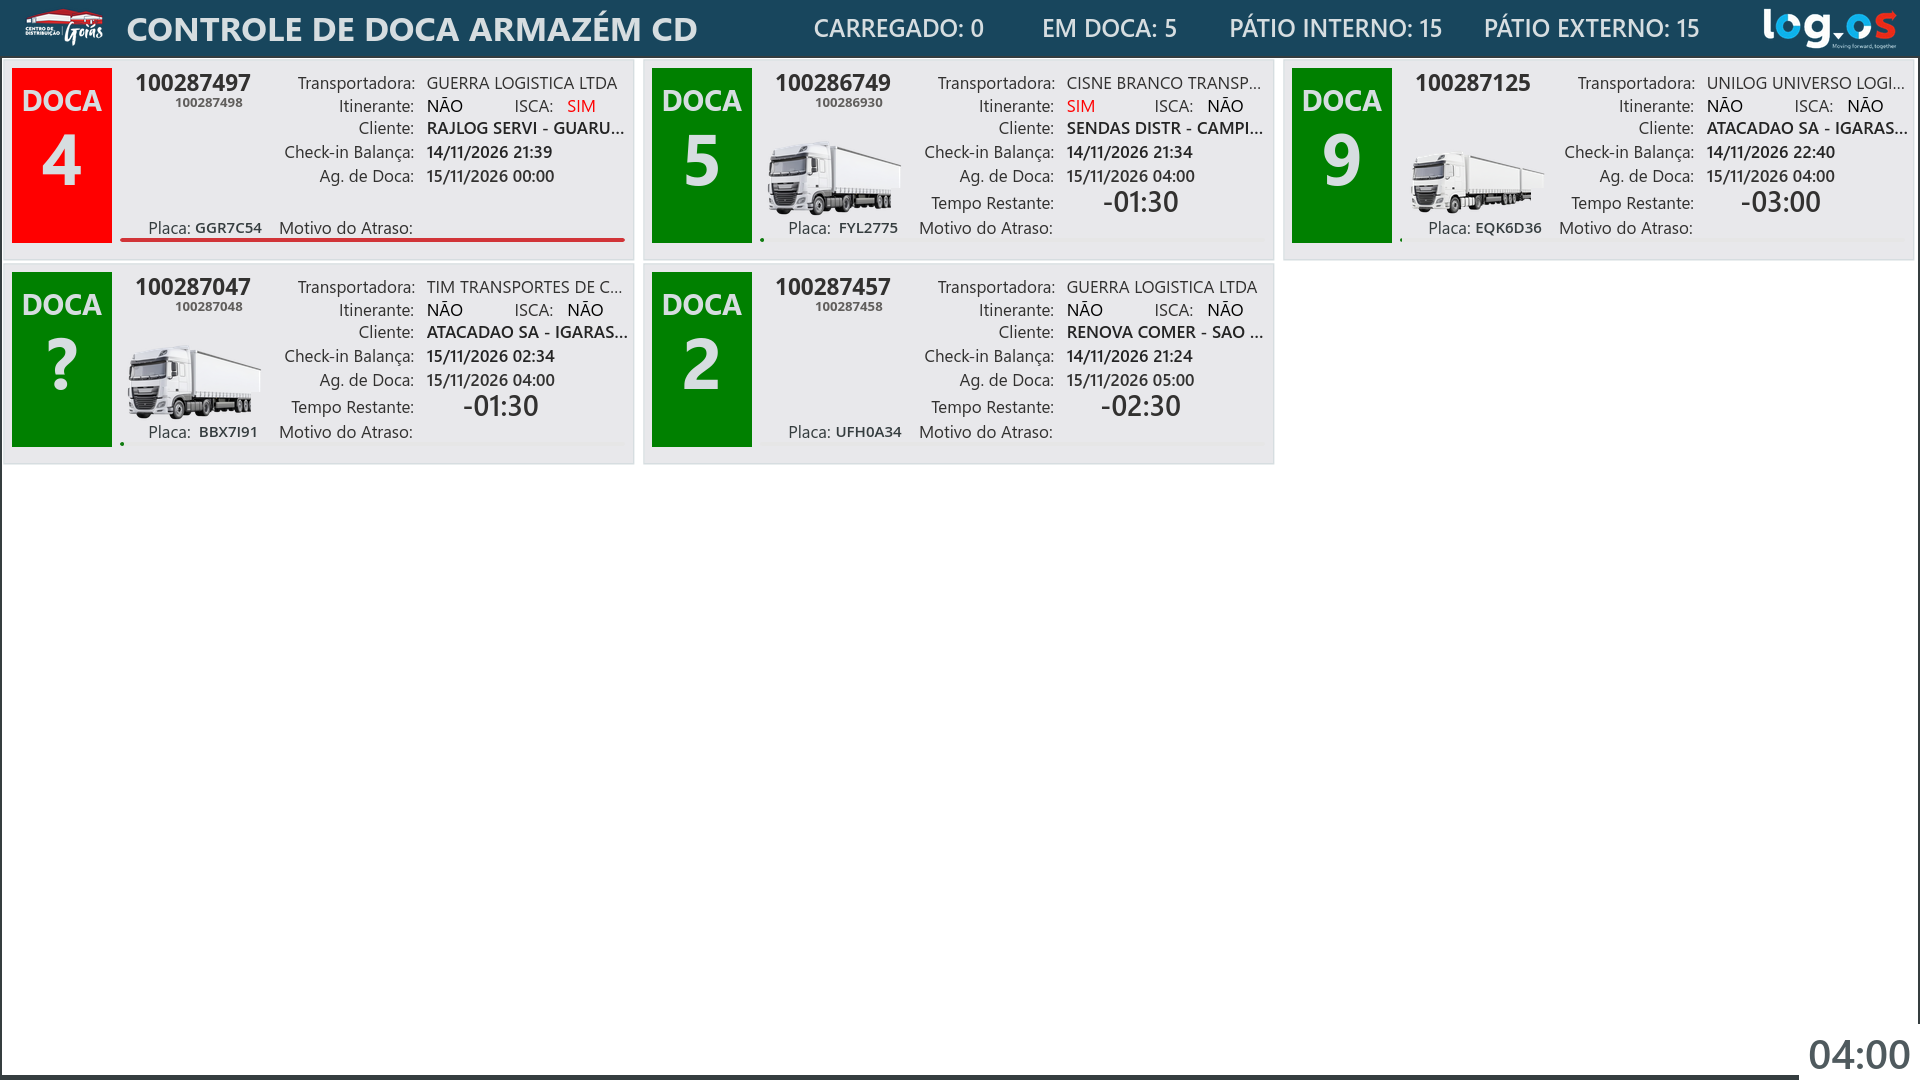 CENTRO DE DISTRIBUIÇÃO Goiás
CONTROLE DE DOCA ARMAZÉM CD
CARREGADO: 0
EM DOCA: 5
PÁTIO INTERNO: 15
PÁTIO EXTERNO: 15
log.os
Moving forward, together
DOCA
4
100287497
100287498
Transportadora: GUERRA LOGISTICA LTDA
Itinerante: NÃO ISCA: SIM
Cliente: RAJLOG SERVI - GUARU...
Check-in Balança: 14/11/2026 21:39
Ag. de Doca: 15/11/2026 00:00
Placa: GGR7C54 Motivo do Atraso:
DOCA
5
100286749
100286930
Transportadora: CISNE BRANCO TRANSP...
Itinerante: SIM ISCA: NÃO
Cliente: SENDAS DISTR - CAMPI...
Check-in Balança: 14/11/2026 21:34
Ag. de Doca: 15/11/2026 04:00
Tempo Restante: -01:30
Placa: FYL2775 Motivo do Atraso:
DOCA
9
100287125
Transportadora: UNILOG UNIVERSO LOGI...
Itinerante: NÃO ISCA: NÃO
Cliente: ATACADAO SA - IGARAS...
Check-in Balança: 14/11/2026 22:40
Ag. de Doca: 15/11/2026 04:00
Tempo Restante: -03:00
Placa: EQK6D36 Motivo do Atraso:
DOCA
?
100287047
100287048
Transportadora: TIM TRANSPORTES DE C...
Itinerante: NÃO ISCA: NÃO
Cliente: ATACADAO SA - IGARAS...
Check-in Balança: 15/11/2026 02:34
Ag. de Doca: 15/11/2026 04:00
Tempo Restante: -01:30
Placa: BBX7I91 Motivo do Atraso:
DOCA
2
100287457
100287458
Transportadora: GUERRA LOGISTICA LTDA
Itinerante: NÃO ISCA: NÃO
Cliente: RENOVA COMER - SAO ...
Check-in Balança: 14/11/2026 21:24
Ag. de Doca: 15/11/2026 05:00
Tempo Restante: -02:30
Placa: UFH0A34 Motivo do Atraso:
04:00